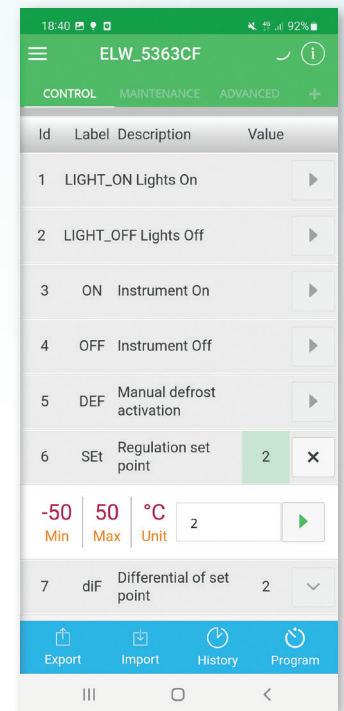 18:40 92%
ELW_5363CF i
CONTROL MAINTENANCE ADVANCED +
Id Label Description Value
1 LIGHT_ON Lights On
2 LIGHT_OFF Lights Off
3 ON Instrument On
4 OFF Instrument Off
5 DEF Manual defrost
activation
6 SEt Regulation set
point 2
-50 50 °C 2
Min Max Unit
7 diF Differential of set
point 2
Export Import History Program